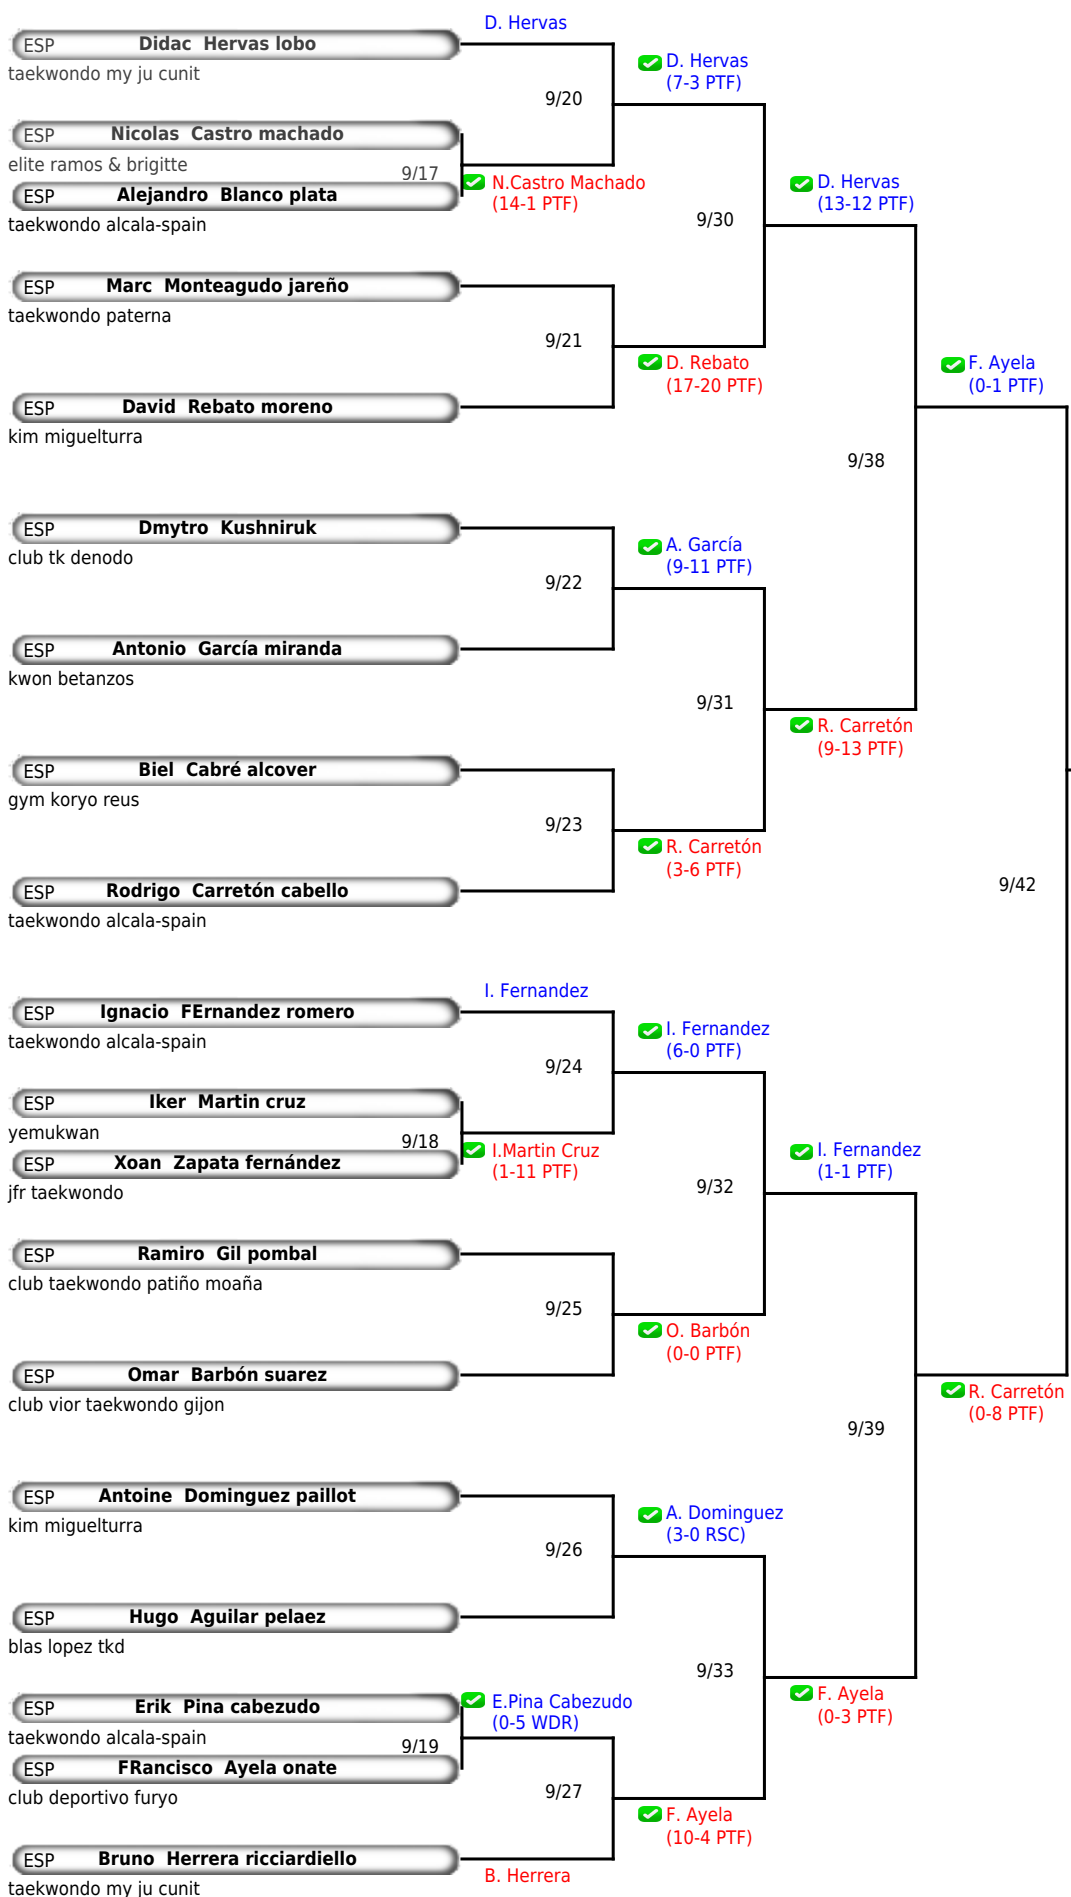 D. Hervas
ESP Didac Hervas lobo
taekwondo my ju cunit
D. Hervas
(7-3 PTF)
9/20
ESP Nicolas Castro machado
elite ramos & brigitte
9/17
N.Castro Machado
(14-1 PTF)
ESP Alejandro Blanco plata
taekwondo alcala-spain
D. Hervas
(13-12 PTF)
9/30
ESP Marc Monteagudo jareño
taekwondo paterna
9/21
D. Rebato
(17-20 PTF)
F. Ayela
(0-1 PTF)
ESP David Rebato moreno
kim miguelturra
9/38
ESP Dmytro Kushniruk
club tk denodo
A. García
(9-11 PTF)
9/22
ESP Antonio García miranda
kwon betanzos
9/31
R. Carretón
(9-13 PTF)
ESP Biel Cabré alcover
gym koryo reus
9/23
R. Carretón
(3-6 PTF)
ESP Rodrigo Carretón cabello
taekwondo alcala-spain
9/42
I. Fernandez
ESP Ignacio FErnandez romero
taekwondo alcala-spain
I. Fernandez
(6-0 PTF)
9/24
ESP Iker Martin cruz
yemukwan
9/18
I.Martin Cruz
(1-11 PTF)
ESP Xoan Zapata fernández
jfr taekwondo
I. Fernandez
(1-1 PTF)
9/32
ESP Ramiro Gil pombal
club taekwondo patiño moaña
9/25
O. Barbón
(0-0 PTF)
ESP Omar Barbón suarez
club vior taekwondo gijon
R. Carretón
(0-8 PTF)
9/39
ESP Antoine Dominguez paillot
kim miguelturra
A. Dominguez
(3-0 RSC)
9/26
ESP Hugo Aguilar pelaez
blas lopez tkd
9/33
F. Ayela
(0-3 PTF)
ESP Erik Pina cabezudo
taekwondo alcala-spain
E.Pina Cabezudo
(0-5 WDR)
9/19
ESP FRancisco Ayela onate
club deportivo furyo
9/27
F. Ayela
(10-4 PTF)
ESP Bruno Herrera ricciardiello
taekwondo my ju cunit
B. Herrera